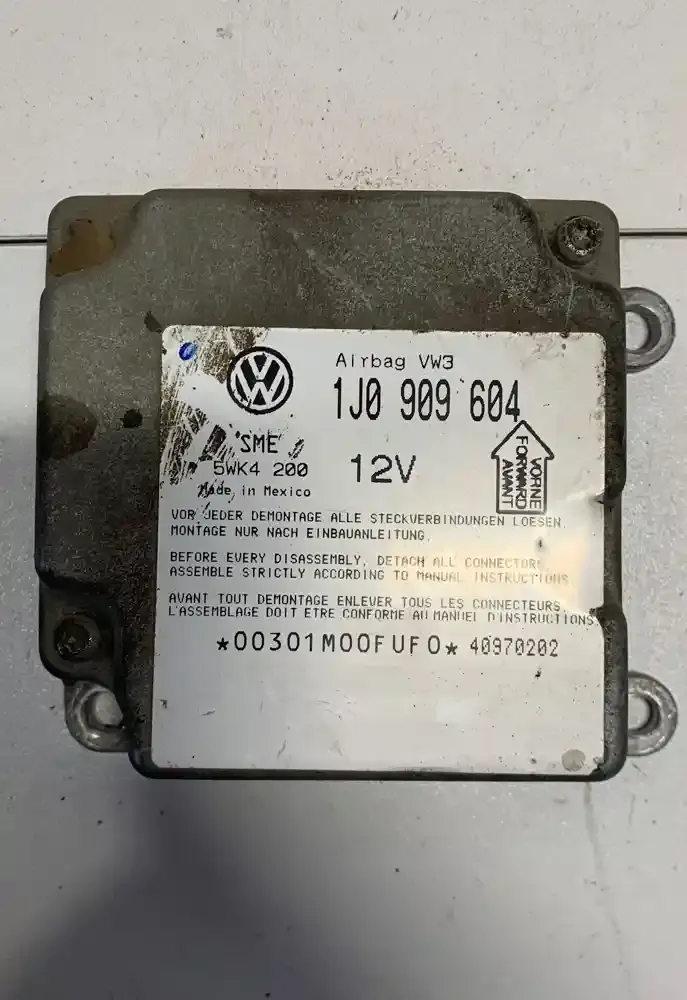 Airbag VW3
1J0 909 604
SME
5WK4 200
12V
Made in Mexico
VORNE
FORWARD
AVANT
VOR JEDER DEMONTAGE ALLE STECKVERBINDUNGEN LOESEN.
MONTAGE NUR NACH EINBAUANLEITUNG.
BEFORE EVERY DISASSEMBLY, DETACH ALL CONNECTORS
ASSEMBLE STRICTLY ACCORDING TO MANUAL INSTRUCTIONS
AVANT TOUT DEMONTAGE ENLEVER TOUS LES CONNECTEURS.
L'ASSEMBLAGE DOIT ETRE CONFORME AU MANUEL D'INSTRUCTIONS
*00301M00FUF0* 40970202